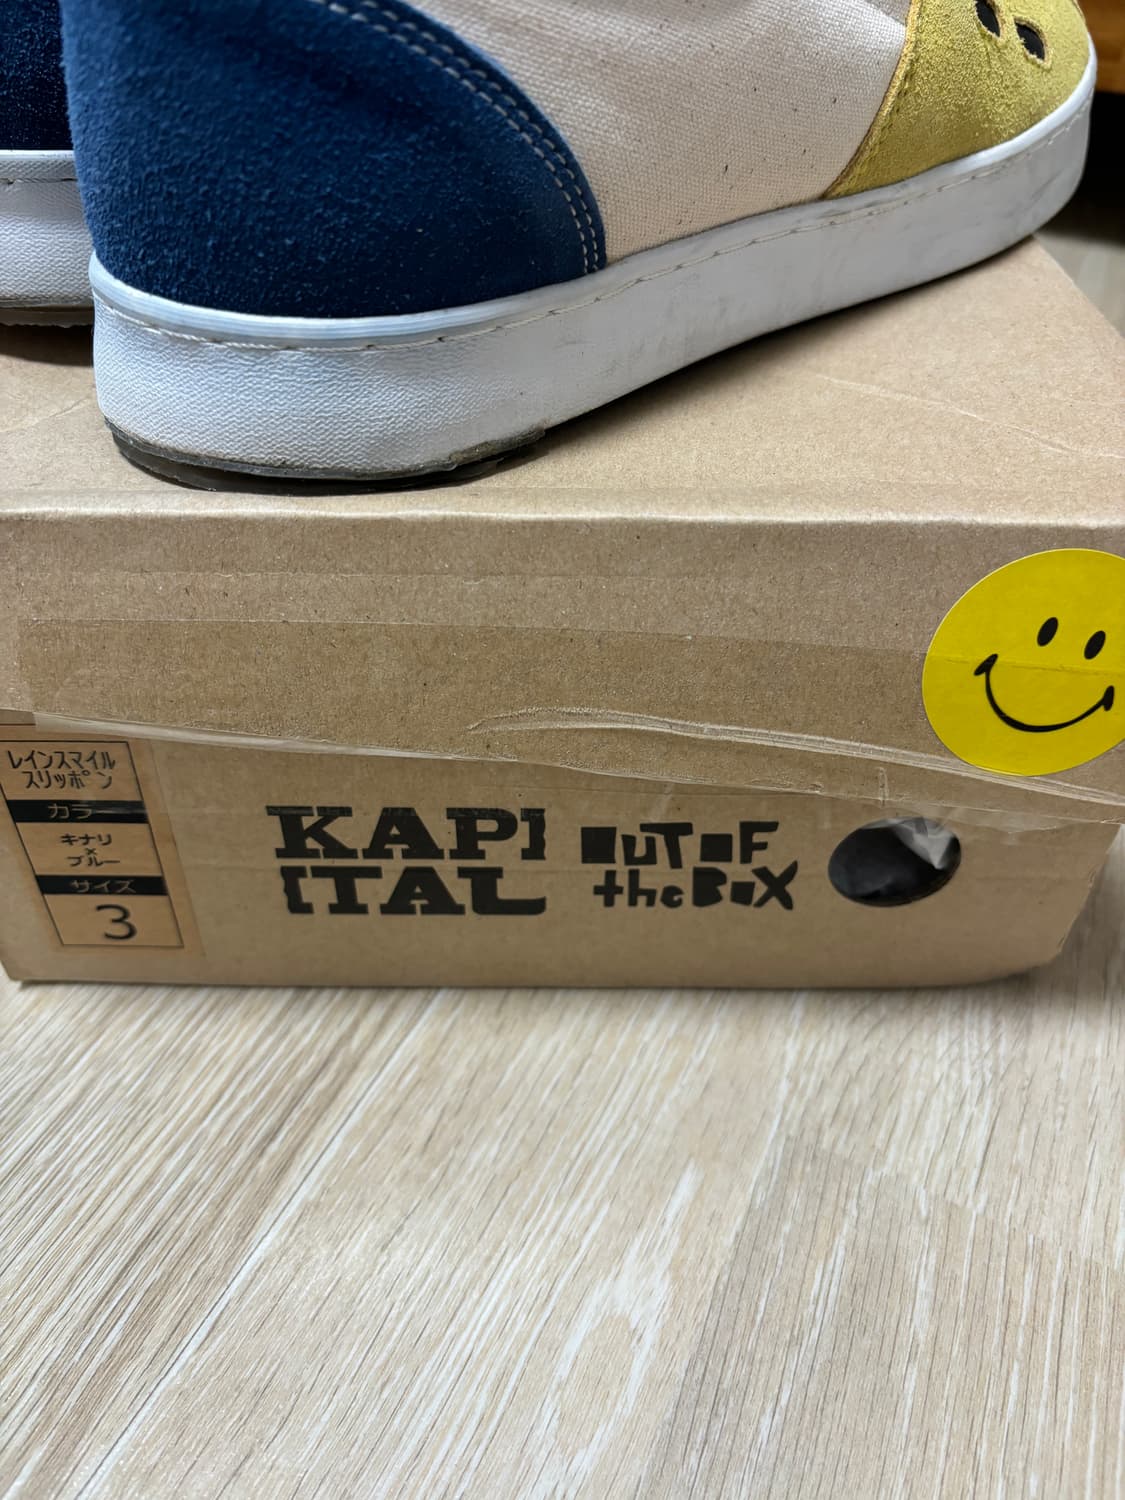 レインスマイル
スリッポン
カラー
キナリ
×
ブルー
サイズ
3
KAPI
ITAL
OUT OF
the BOX